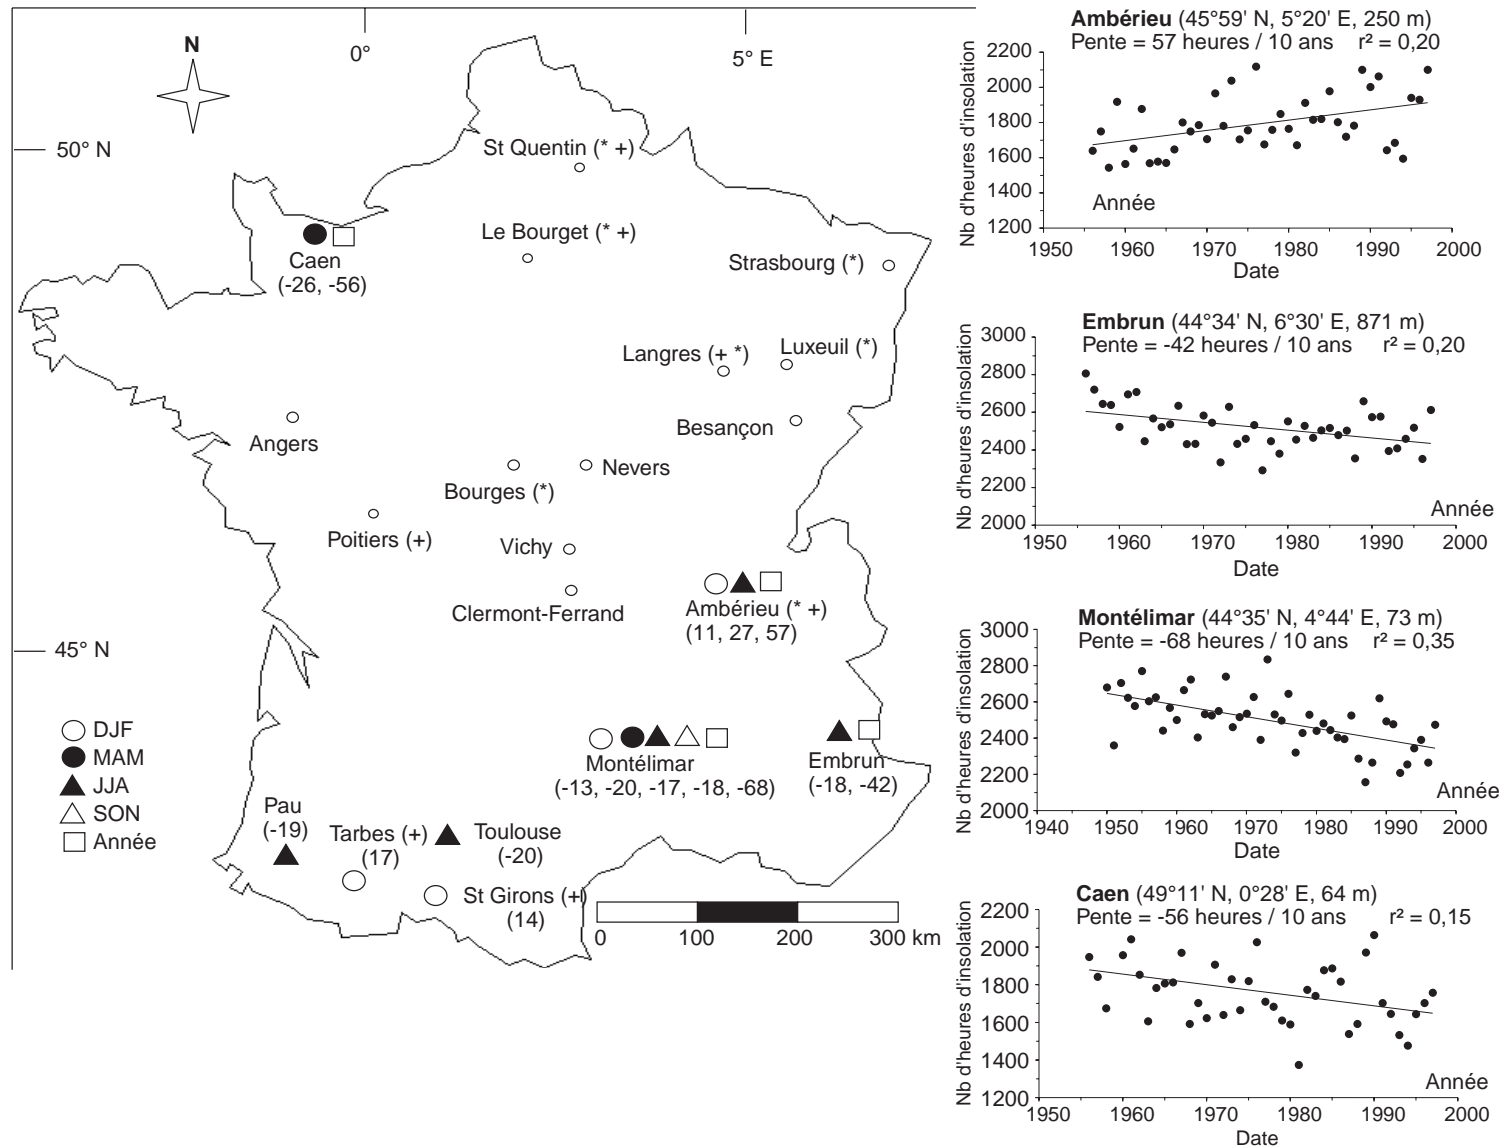 N
0°
5° E
50° N
45° N
St Quentin (* +)
Le Bourget (* +)
Strasbourg (*)
Caen
(-26, -56)
Langres (+ *)
Luxeuil (*)
Besançon
Angers
Nevers
Bourges (*)
Poitiers (+)
Vichy
Clermont-Ferrand
Ambérieu (* +)
(11, 27, 57)
Montélimar
(-13, -20, -17, -18, -68)
Embrun
(-18, -42)
DJF
MAM
JJA
SON
Année
Pau
(-19)
Tarbes (+)
(17)
Toulouse
(-20)
St Girons (+)
(14)
0 100 200 300 km
Ambérieu (45°59' N, 5°20' E, 250 m)
Pente = 57 heures / 10 ans r² = 0,20
Nb d'heures d'insolation
2200
2000
1800
1600
1400
1200
Année
1950 1960 1970 1980 1990 2000
Date
Embrun (44°34' N, 6°30' E, 871 m)
Pente = -42 heures / 10 ans r² = 0,20
Nb d'heures d'insolation
3000
2800
2600
2400
2200
2000
Année
1950 1960 1970 1980 1990 2000
Date
Montélimar (44°35' N, 4°44' E, 73 m)
Pente = -68 heures / 10 ans r² = 0,35
Nb d'heures d'insolation
3000
2800
2600
2400
2200
2000
Année
1940 1950 1960 1970 1980 1990 2000
Date
Caen (49°11' N, 0°28' E, 64 m)
Pente = -56 heures / 10 ans r² = 0,15
Nb d'heures d'insolation
2200
2000
1800
1600
1400
1200
Année
1950 1960 1970 1980 1990 2000
Date